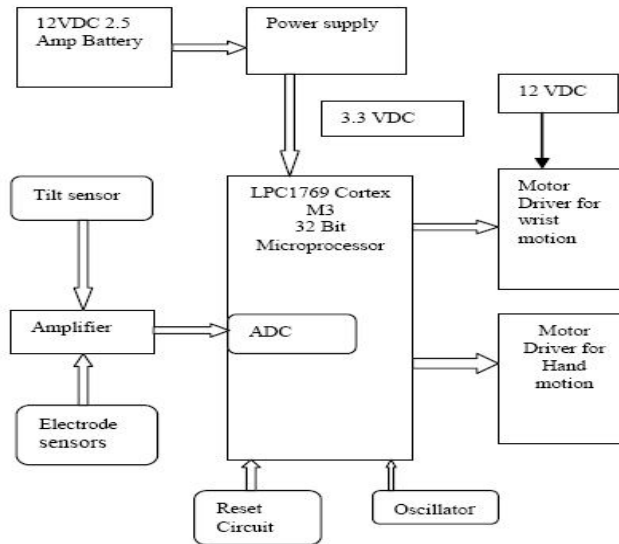 12VDC 2.5
Amp Battery
Power supply
12 VDC
3.3 VDC
Tilt sensor
LPC1769 Cortex
M3
32 Bit
Microprocessor
Motor
Driver for
wrist
motion
Amplifier
ADC
Motor
Driver for
Hand
motion
Electrode
sensors
Reset
Circuit
Oscillator